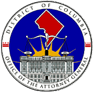 DISTRICT OF COLUMBIA
OFFICE OF THE ATTORNEY GENERAL